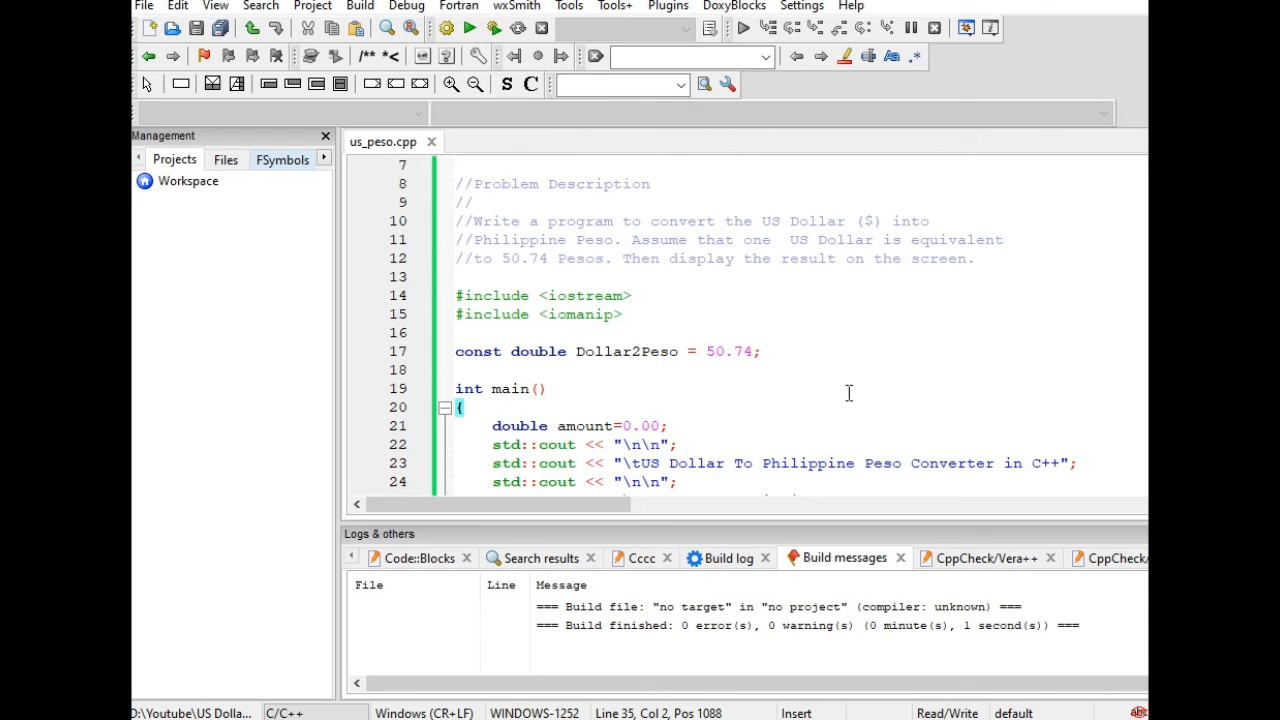 File Edit View Search Project Build Debug Fortran wxSmith Tools Tools+ Plugins DoxyBlocks Settings Help
/** *<
Aa .*
S C
Management
us_peso.cpp
Projects Files FSymbols
Workspace
7
8 //Problem Description
9 //
10 //Write a program to convert the US Dollar ($) into
11 //Philippine Peso. Assume that one  US Dollar is equivalent
12 //to 50.74 Pesos. Then display the result on the screen.
13
14 #include <iostream>
15 #include <iomanip>
16
17 const double Dollar2Peso = 50.74;
18
19 int main()
20 {
21 double amount=0.00;
22 std::cout << "\n\n";
23 std::cout << "\tUS Dollar To Philippine Peso Converter in C++";
24 std::cout << "\n\n";
Logs & others
Code::Blocks Search results Cccc Build log Build messages CppCheck/Vera++ CppCheck/
File Line Message
=== Build file: "no target" in "no project" (compiler: unknown) ===
=== Build finished: 0 error(s), 0 warning(s) (0 minute(s), 1 second(s)) ===
D:\Youtube\US Dolla... C/C++ Windows (CR+LF) WINDOWS-1252 Line 35, Col 2, Pos 1088 Insert Read/Write default